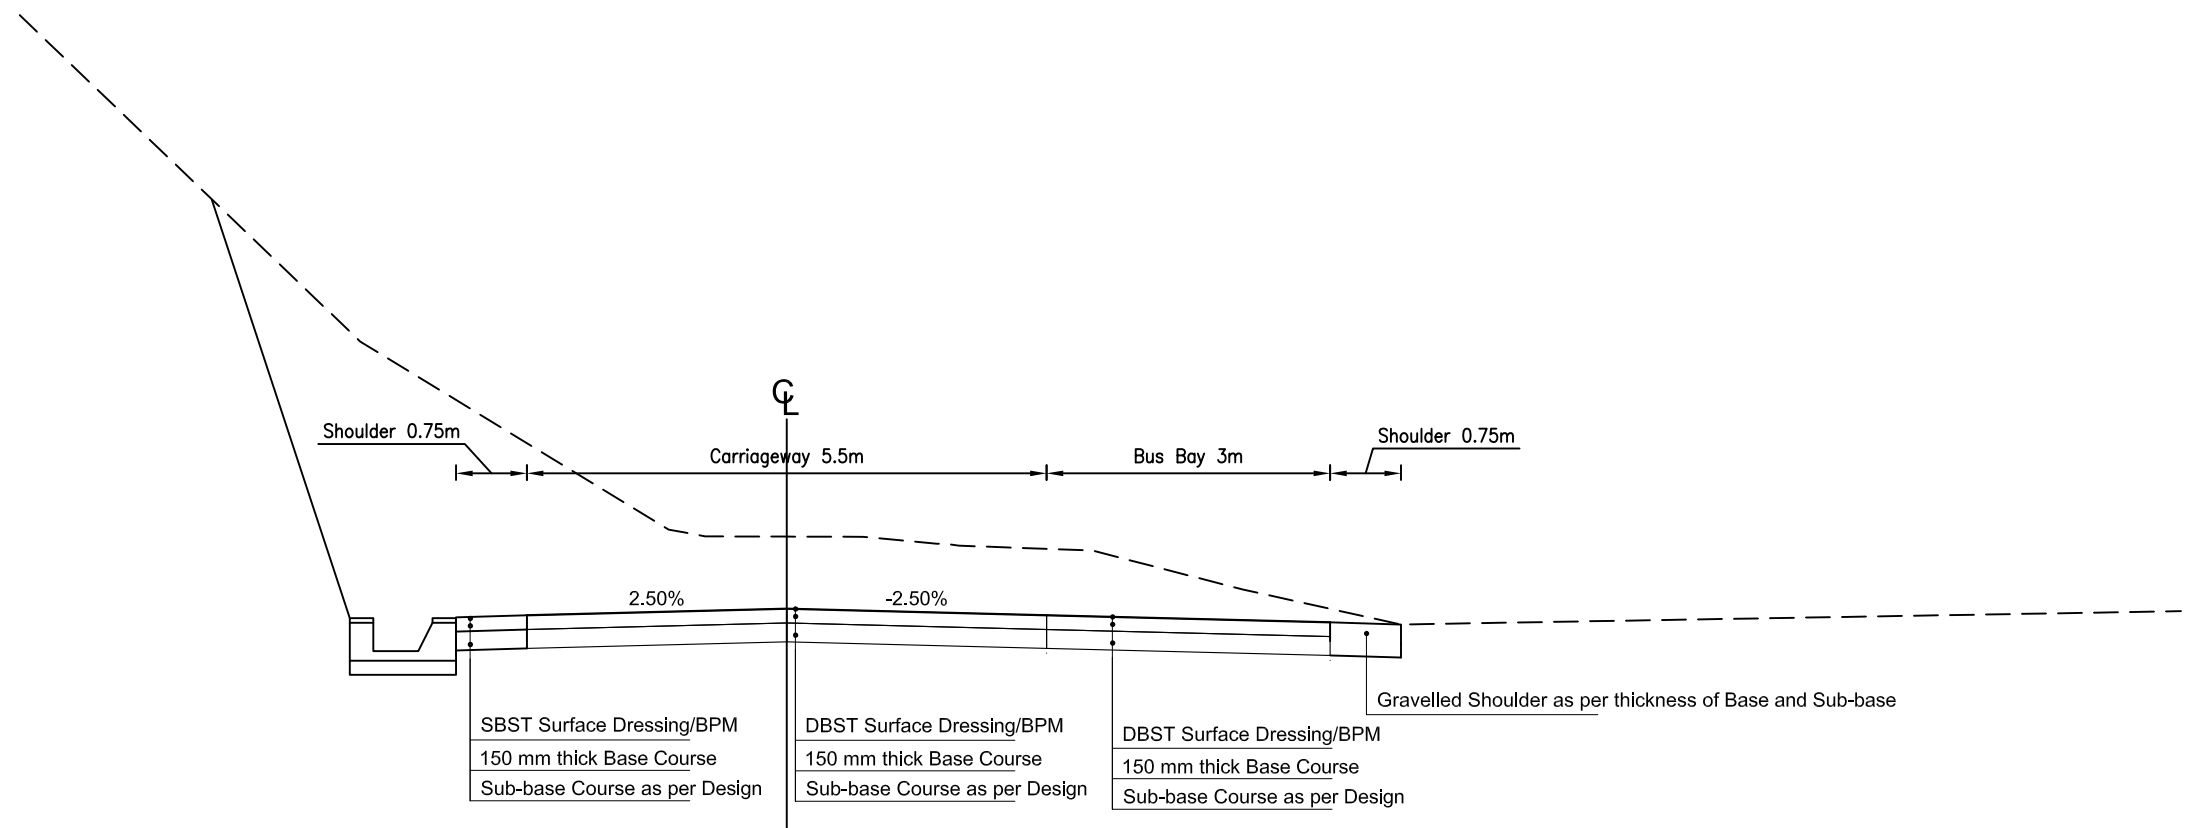 ℄
Shoulder 0.75m
Carriageway 5.5m
Bus Bay 3m
Shoulder 0.75m
2.50%
-2.50%
SBST Surface Dressing/BPM
150 mm thick Base Course
Sub-base Course as per Design
DBST Surface Dressing/BPM
150 mm thick Base Course
Sub-base Course as per Design
DBST Surface Dressing/BPM
150 mm thick Base Course
Sub-base Course as per Design
Gravelled Shoulder as per thickness of Base and Sub-base